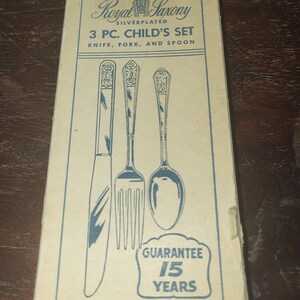 Royal Saxony
SILVERPLATED
3 PC. CHILD'S SET
KNIFE, FORK, AND SPOON
GUARANTEE
15
YEARS